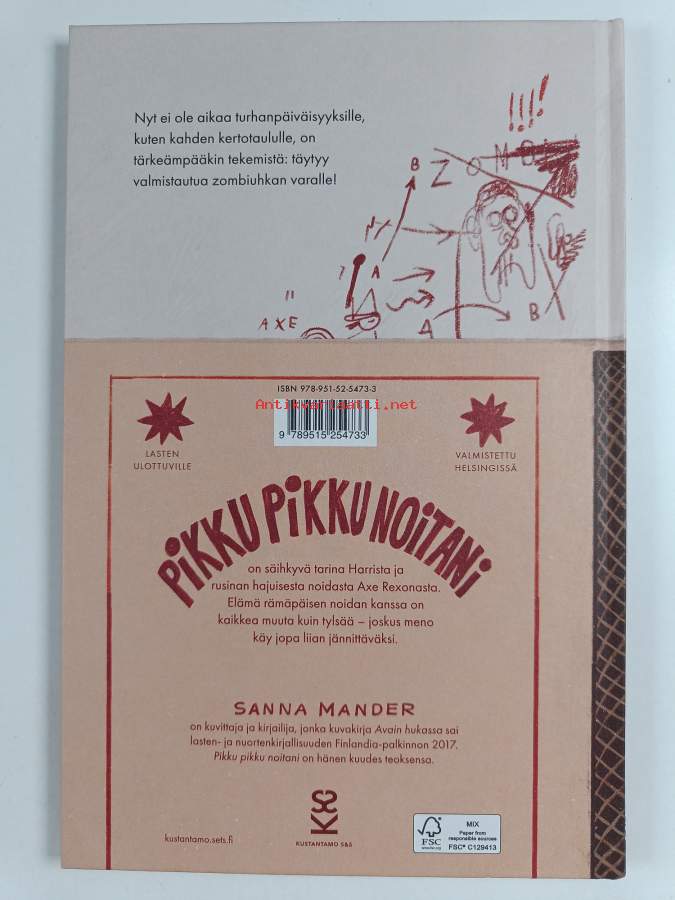 Nyt ei ole aikaa turhanpäiväisyyksille,
kuten kahden kertotaululle, on
tärkeämpääkin tekemistä: täytyy
valmistautua zombiuhkan varalle!
!!!!
B ZOMBI
A
AXE
A
B
ISBN 978-951-52-5473-3
Antikvariaatti.net
9 789515 254733
LASTEN
ULOTTUVILLE
VALMISTETTU
HELSINGISSÄ
PIKKU PIKKU NOITANI
on säihkyvä tarina Harrista ja
rusinan hajuisesta noidasta Axe Rexonasta.
Elämä rämäpäisen noidan kanssa on
kaikkea muuta kuin tylsää – joskus meno
käy jopa liian jännittäväksi.
SANNA MANDER
on kuvittaja ja kirjailija, jonka kuvakirja Avain hukassa sai
lasten- ja nuortenkirjallisuuden Finlandia-palkinnon 2017.
Pikku pikku noitani on hänen kuudes teoksensa.
kustantamo.sets.fi
KUSTANTAMO S&S
FSC
www.fsc.org
MIX
Paper from
responsible sources
FSC® C129413